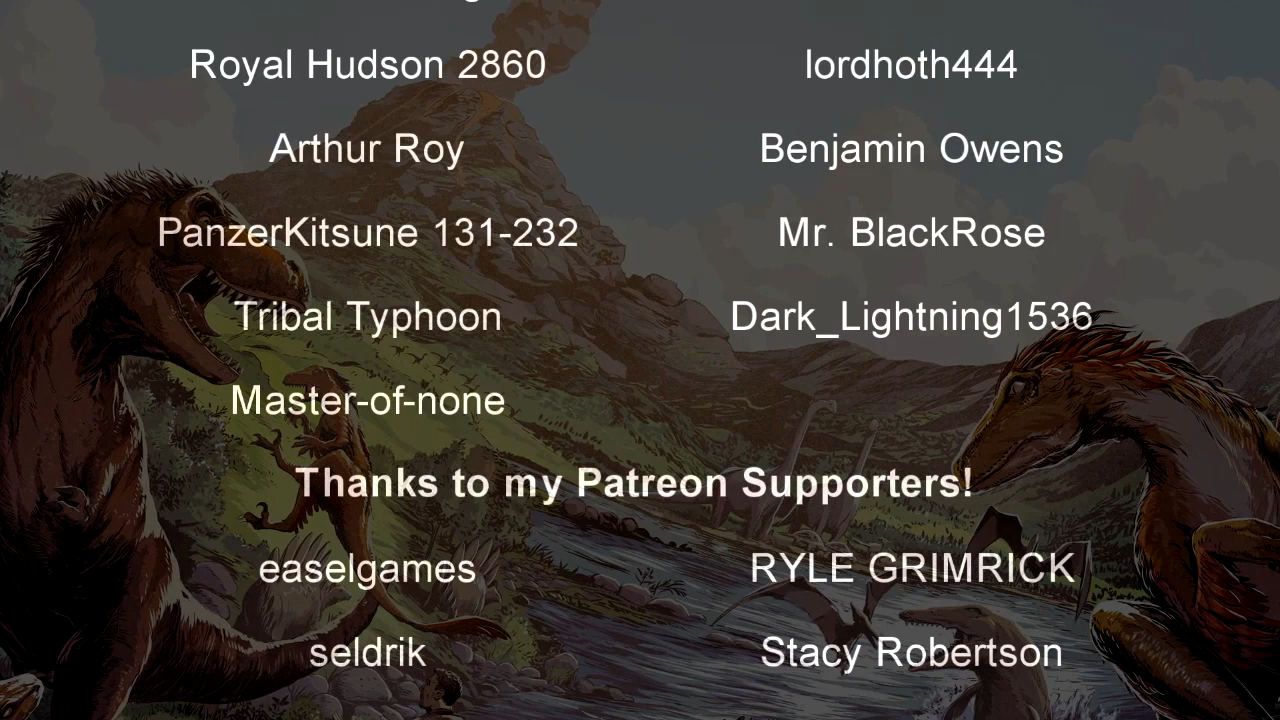 Royal Hudson 2860 lordhoth444
Arthur Roy Benjamin Owens
PanzerKitsune 131-232 Mr. BlackRose
Tribal Typhoon Dark_Lightning1536
Master-of-none
Thanks to my Patreon Supporters!
easelgames RYLE GRIMRICK
seldrik Stacy Robertson